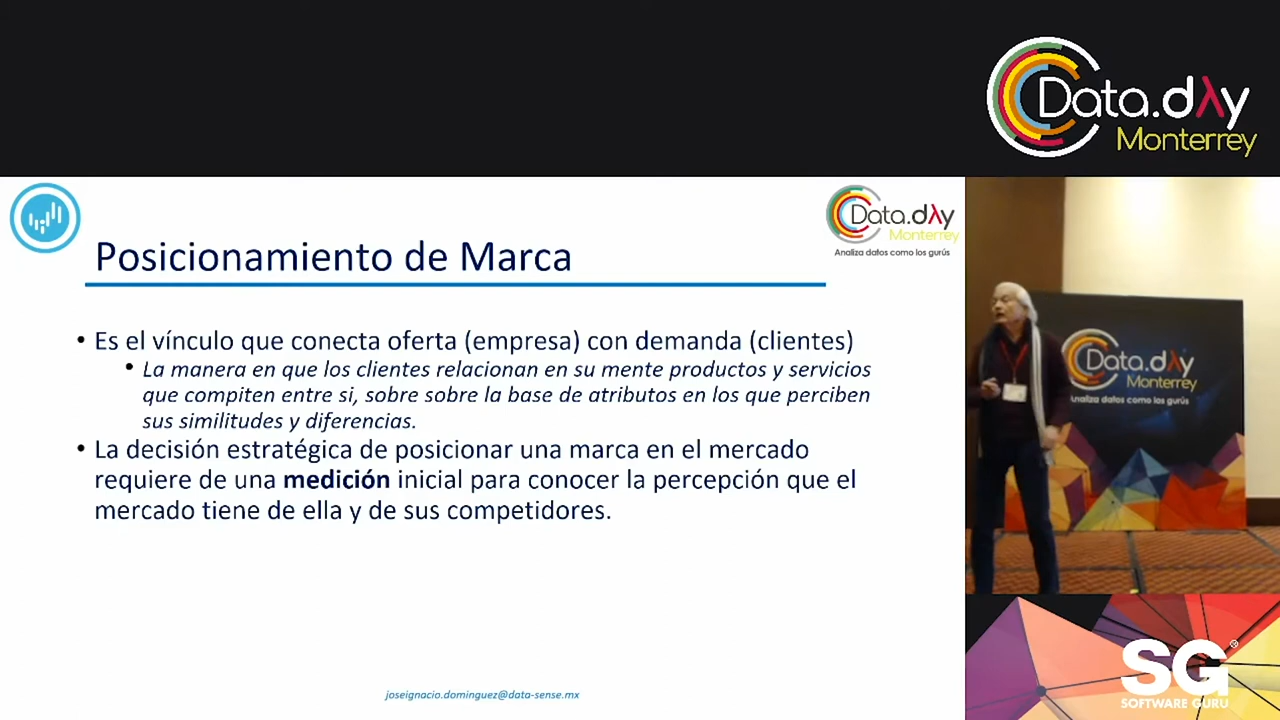 Data.dλy
Monterrey
Data.dλy
Monterrey
Analiza datos como los gurús
Posicionamiento de Marca
• Es el vínculo que conecta oferta (empresa) con demanda (clientes)
• La manera en que los clientes relacionan en su mente productos y servicios
que compiten entre si, sobre sobre la base de atributos en los que perciben
sus similitudes y diferencias.
• La decisión estratégica de posicionar una marca en el mercado
requiere de una medición inicial para conocer la percepción que el
mercado tiene de ella y de sus competidores.
joseignacio.dominguez@data-sense.mx
Data.dλy
Monterrey
Analiza datos como los gurús
SG
SOFTWARE GURU